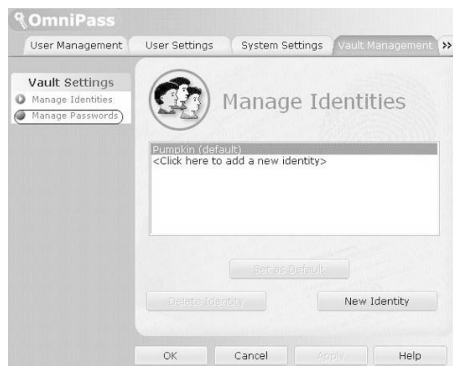 OmniPass
User Management User Settings System Settings Vault Management >>
Vault Settings
Manage Identities
Manage Passwords
Manage Identities
Pumpkin (default)
<Click here to add a new identity>
Set as Default
Delete Identity New Identity
OK Cancel Apply Help